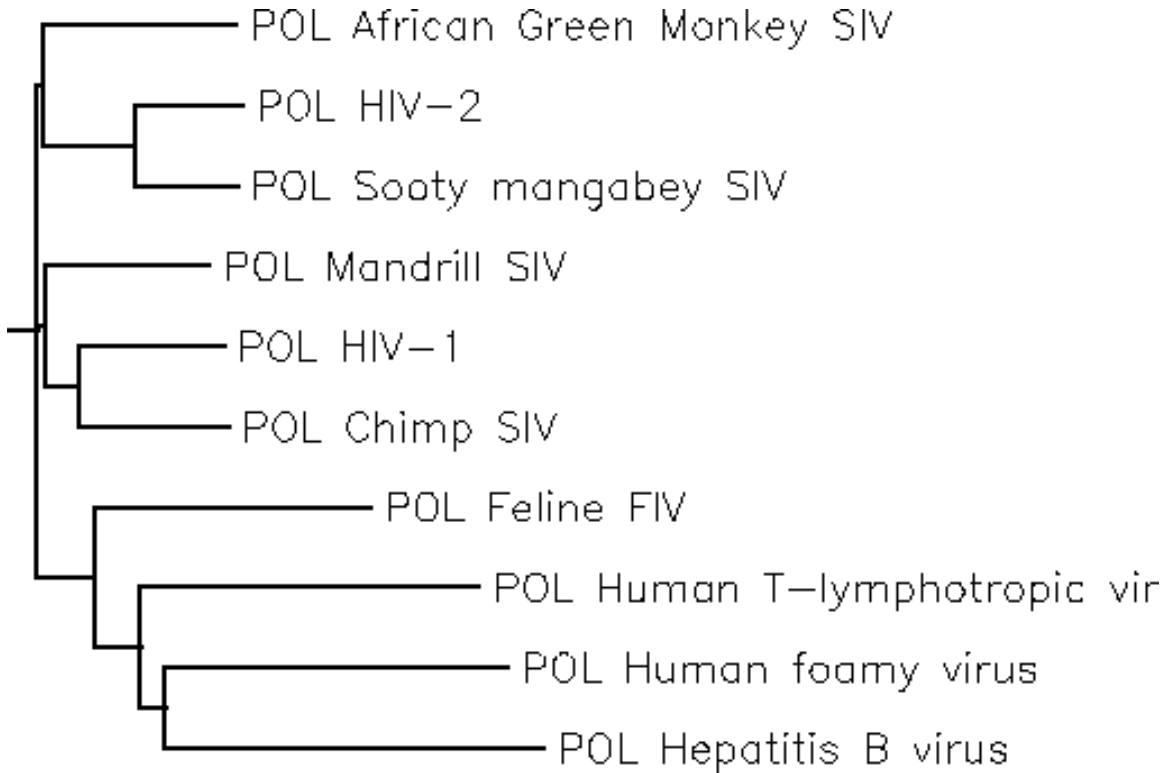 POL African Green Monkey SIV
POL HIV-2
POL Sooty mangabey SIV
POL Mandrill SIV
POL HIV-1
POL Chimp SIV
POL Feline FIV
POL Human T-lymphotropic vir
POL Human foamy virus
POL Hepatitis B virus